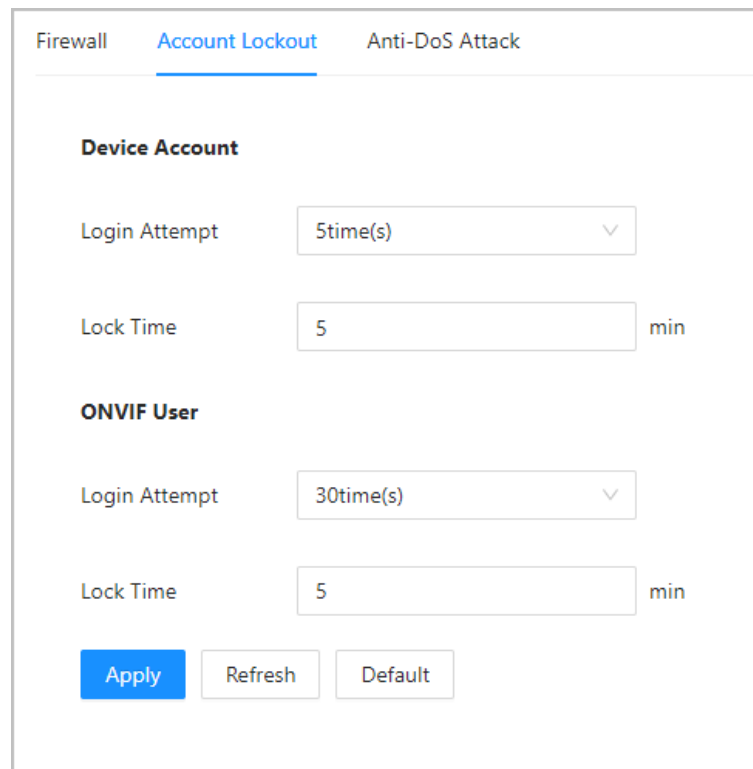 Firewall Account Lockout Anti-DoS Attack
Device Account
Login Attempt 5time(s)
Lock Time 5 min
ONVIF User
Login Attempt 30time(s)
Lock Time 5 min
Apply Refresh Default